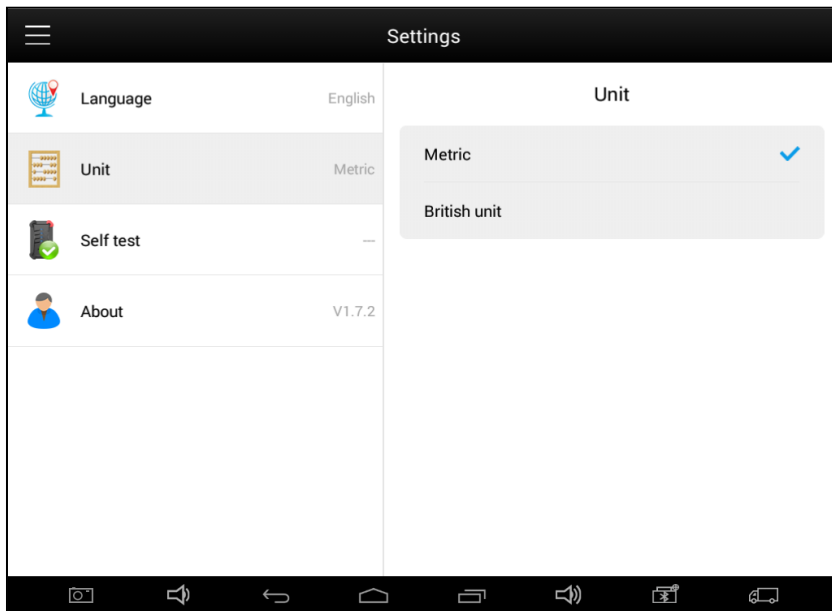 Settings
Language English
Unit Metric
Self test ---
About V1.7.2
Unit
Metric
British unit